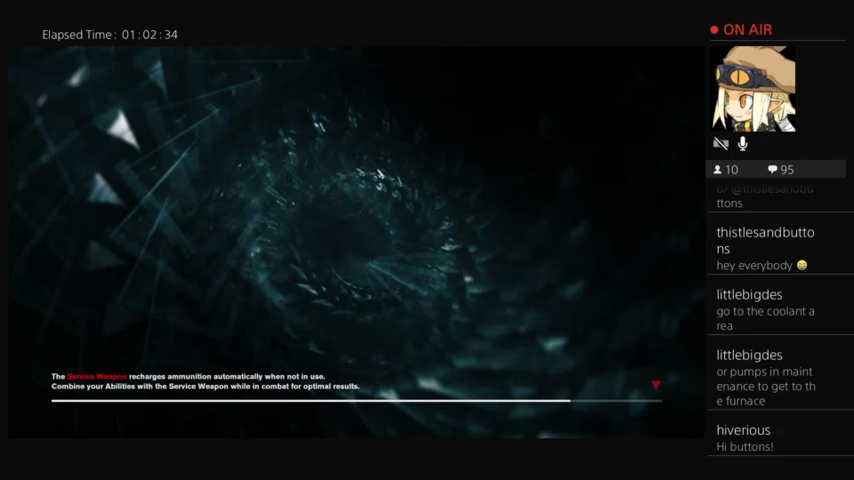 Elapsed Time: 01:02:34
ON AIR
10 95
or @thistlesandbu
ttons
thistlesandbutto
ns
hey everybody 😁
littlebigdes
go to the coolant a
rea
littlebigdes
or pumps in maint
enance to get to th
e furnace
hiverious
Hi buttons!
The Service Weapon recharges ammunition automatically when not in use.
Combine your Abilities with the Service Weapon while in combat for optimal results.